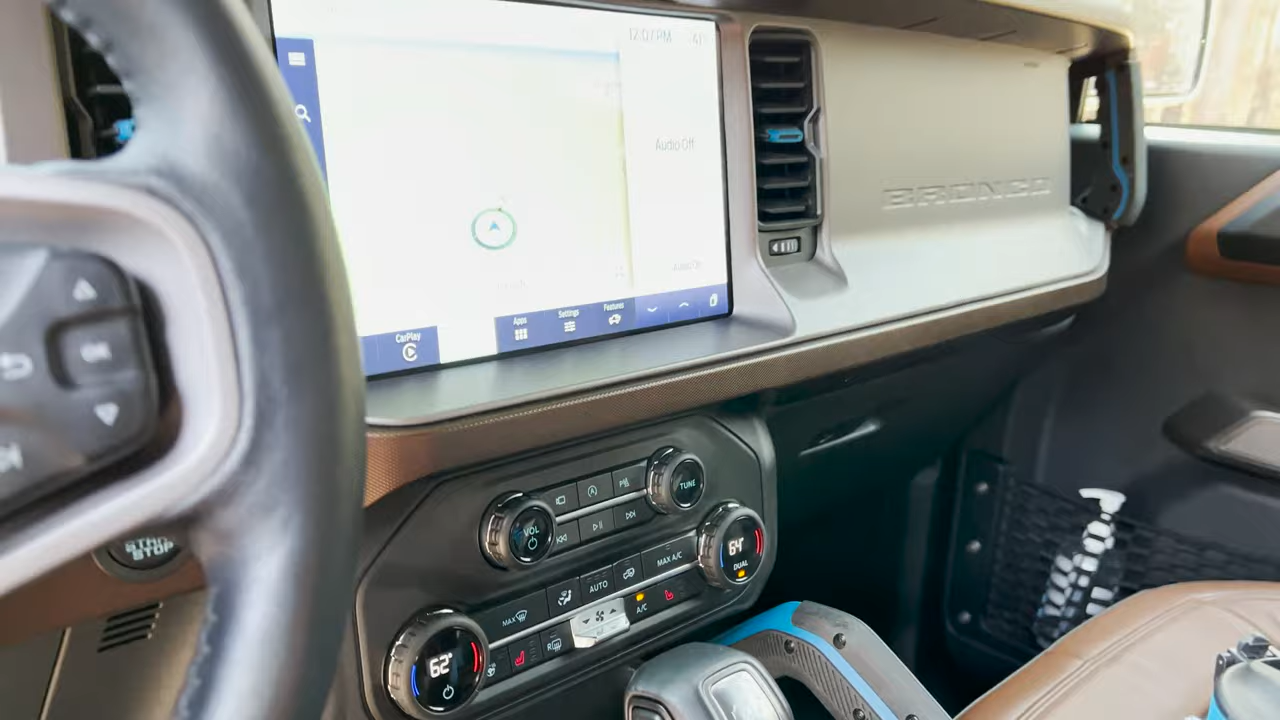 12:07 PM 41°
Audio Off
BRONCO
CarPlay
Apps
Settings
Features
OK
START
STOP
VOL
TUNE
MAX
AUTO
MAX A/C
64°
DUAL
62°
R
A/C